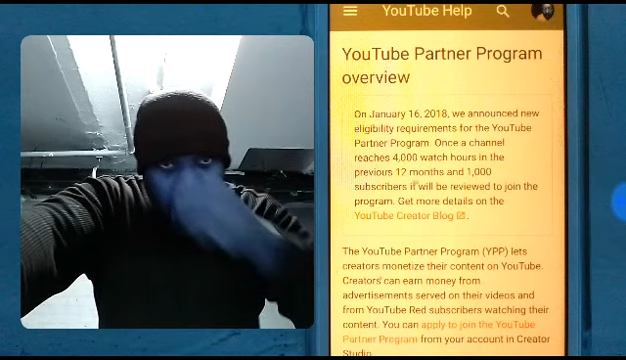 YouTube Help
YouTube Partner Program
overview
On January 16, 2018, we announced new
eligibility requirements for the YouTube
Partner Program. Once a channel
reaches 4,000 watch hours in the
previous 12 months and 1,000
subscribers it will be reviewed to join the
program. Get more details on the
YouTube Creator Blog
The YouTube Partner Program (YPP) lets
creators monetize their content on YouTube.
Creators can earn money from
advertisements served on their videos and
from YouTube Red subscribers watching their
content. You can apply to join the YouTube
Partner Program from your account in Creator
Studio.